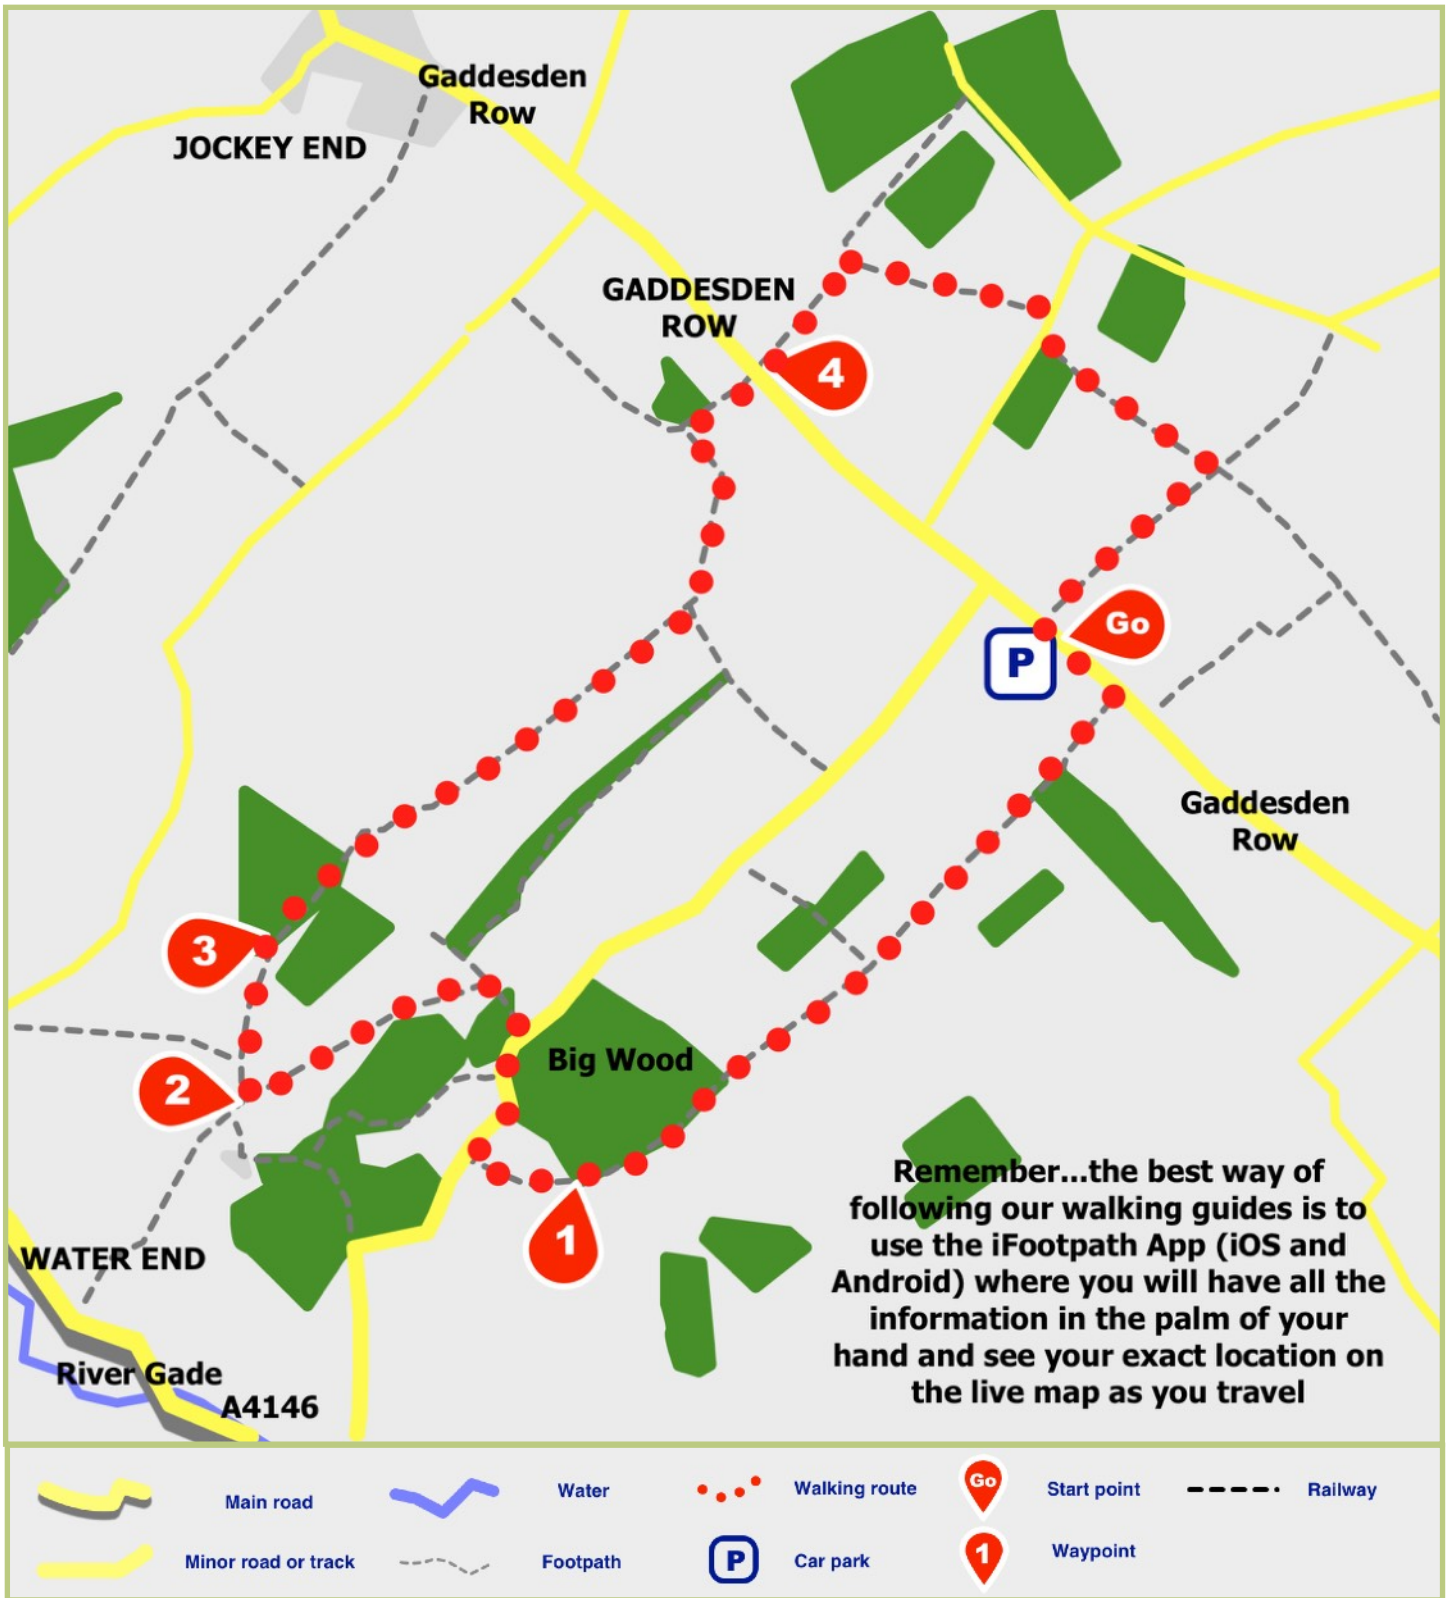 Gaddesden
Row
JOCKEY END
GADDESDEN
ROW
4
Go
P
Gaddesden
Row
3
2
Big Wood
1
Remember...the best way of
following our walking guides is to
use the iFootpath App (iOS and
Android) where you will have all the
information in the palm of your
hand and see your exact location on
the live map as you travel
WATER END
River Gade
A4146
Main road
Water
Walking route
Go
Start point
Railway
Minor road or track
Footpath
P
Car park
1
Waypoint